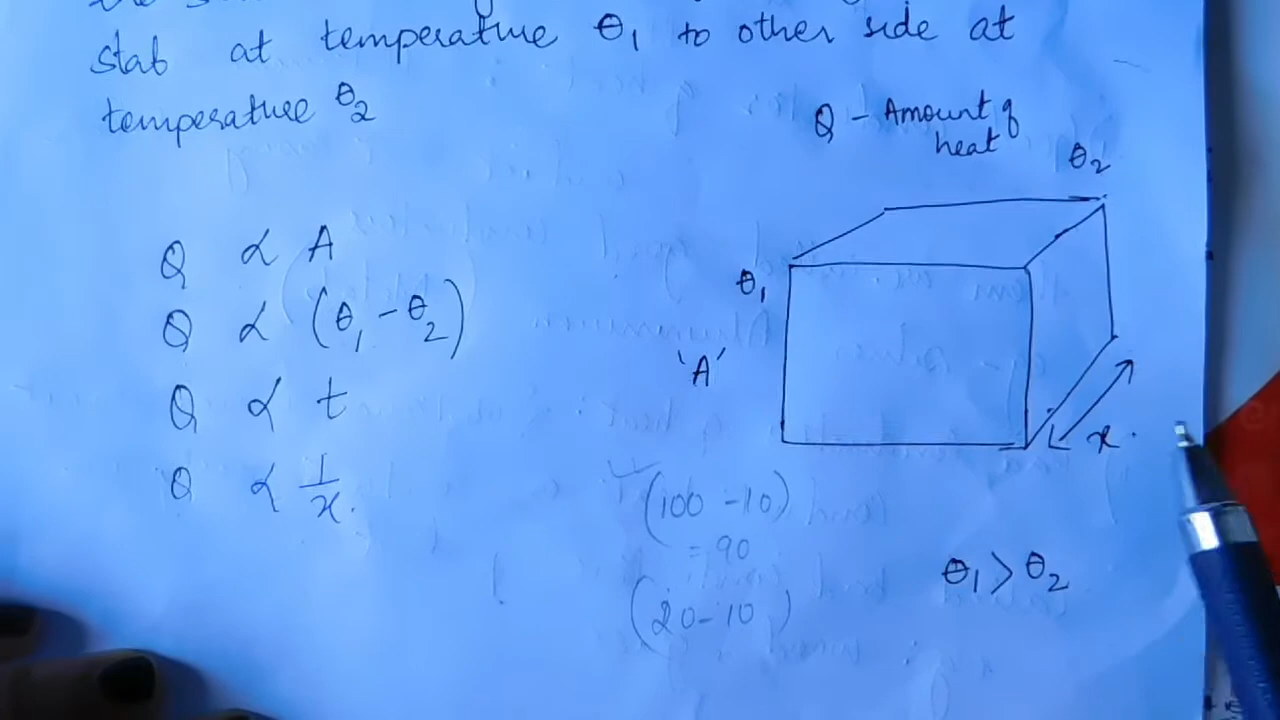 the
slab at temperature θ₁ to other side at
temperature θ₂
Q - Amount of
heat
θ₂
Q ∝ A
θ₁
Q ∝ (θ₁ - θ₂)
'A'
Q ∝ t
x.
Q ∝ 1/x.
(100 - 10)
= 90
θ₁ > θ₂
(20 - 10)